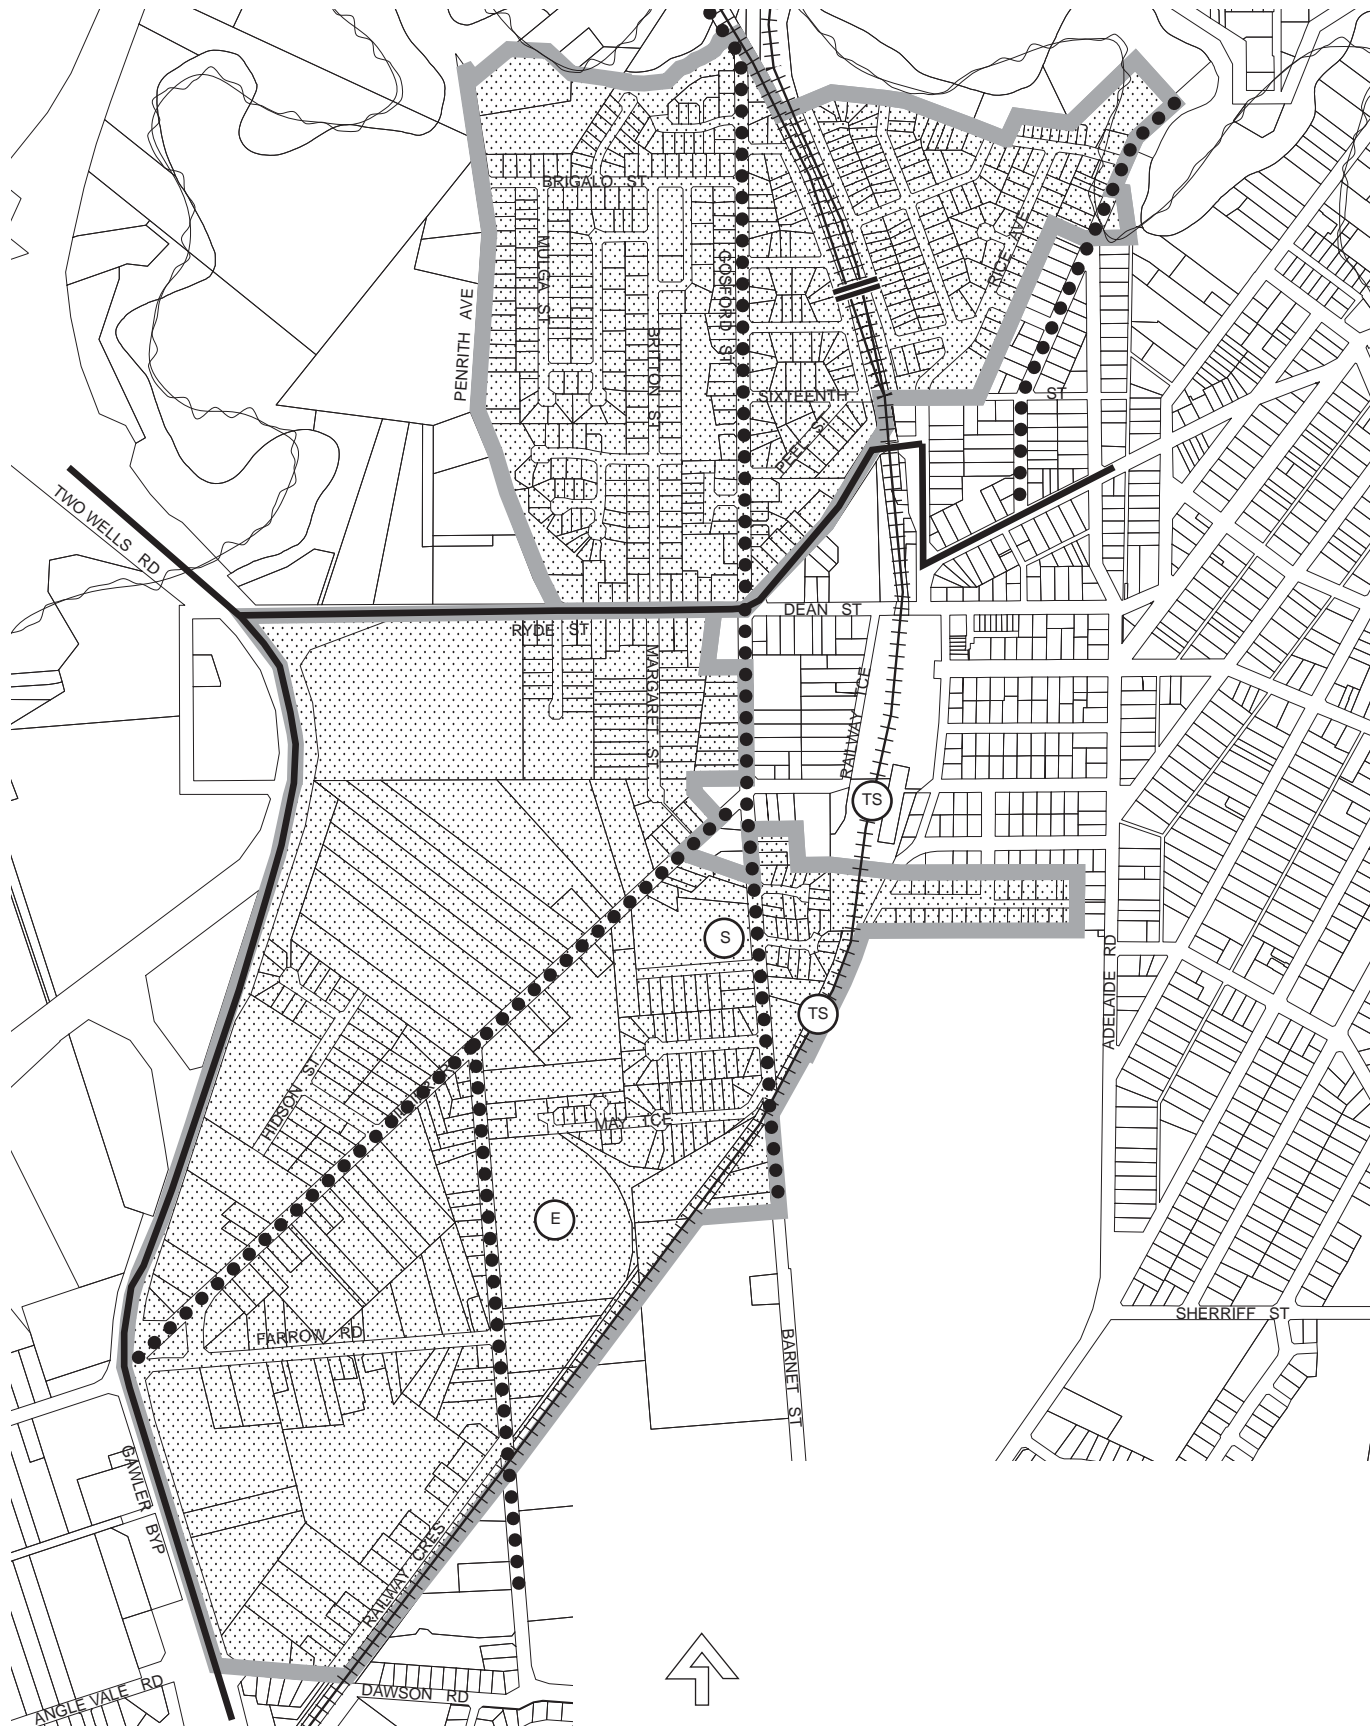 BRIGALO ST
MULGA ST
GOSFORD ST
RICE AVE
PENRITH AVE
BRITTON ST
SIXTEENTH
ST
PEEL ST
TWO WELLS RD
DEAN ST
RYDE ST
MARGARET ST
RAILWAY TCE
TS
S
ADELAIDE RD
TS
HIDSON ST
MAY TCE
E
SHERRIFF ST
FARROW RD
BARNET ST
GAWLER BYP
RAILWAY CRES
ANGLE VALE RD
DAWSON RD